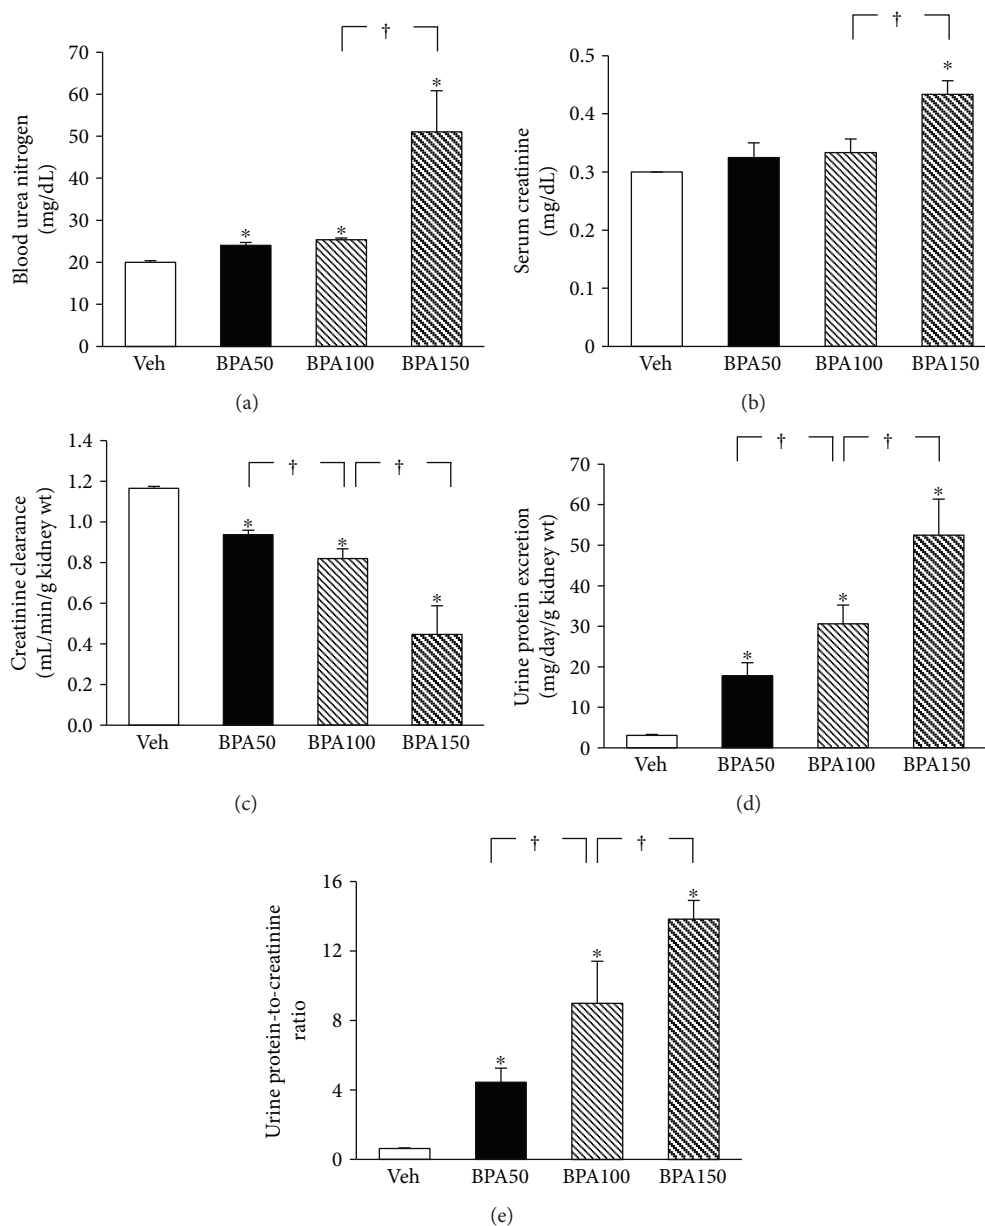 †
†
70
60
50
40
30
20
10
0
Blood urea nitrogen
(mg/dL)
*
*
*
Veh
BPA50
BPA100
BPA150
(a)
0.5
0.4
0.3
0.2
0.1
0
Serum creatinine
(mg/dL)
*
Veh
BPA50
BPA100
BPA150
(b)
1.4
1.2
1.0
0.8
0.6
0.4
0.2
0.0
Creatinine clearance
(mL/min/g kidney wt)
†
†
*
*
*
Veh
BPA50
BPA100
BPA150
(c)
†
†
70
60
50
40
30
20
10
0
Urine protein excretion
(mg/day/g kidney wt)
*
*
*
Veh
BPA50
BPA100
BPA150
(d)
†
†
16
12
8
4
0
Urine protein-to-creatinine
ratio
*
*
*
Veh
BPA50
BPA100
BPA150
(e)